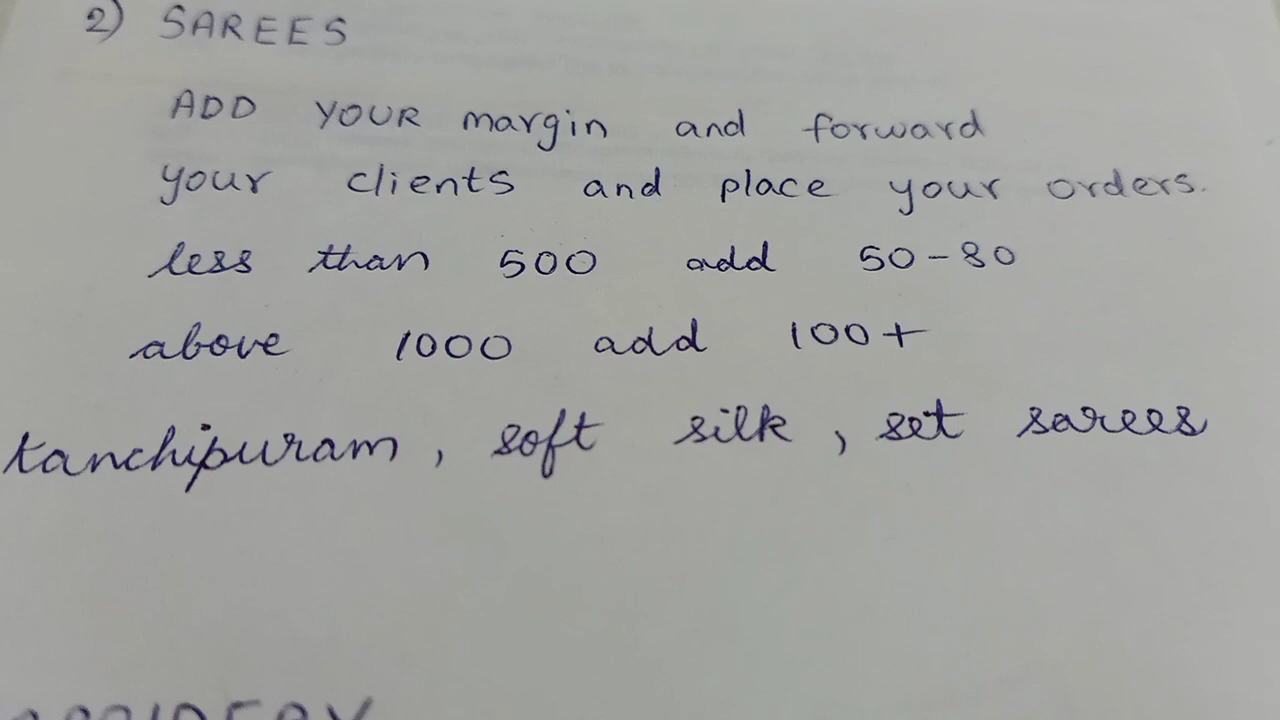 2) SAREES
ADD YOUR margin and forward
your clients and place your orders.
less than 500 add 50-80
above 1000 add 100+
kanchipuram, soft silk, set sarees